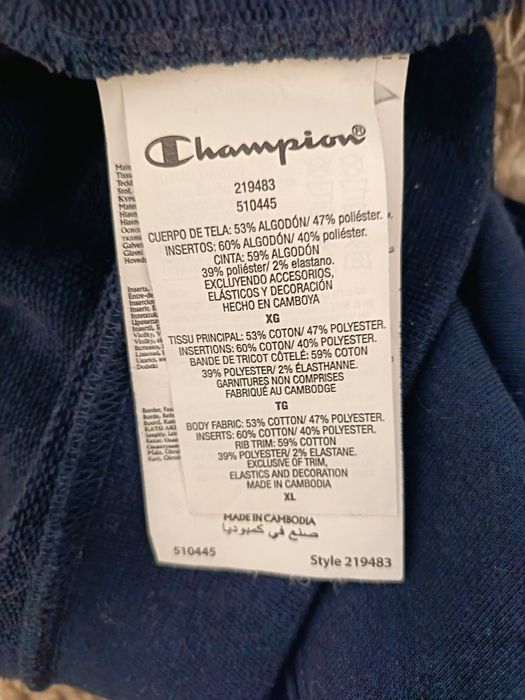 Champion®
219483
510445
CUERPO DE TELA: 53% ALGODÓN/ 47% poliéster.
INSERTOS: 60% ALGODÓN/ 40% poliéster.
CINTA: 59% ALGODÓN
39% poliéster/ 2% elastano.
EXCLUYENDO ACCESORIOS,
ELÁSTICOS Y DECORACIÓN
HECHO EN CAMBOYA
XG
TISSU PRINCIPAL: 53% COTON/ 47% POLYESTER.
INSERTIONS: 60% COTON/ 40% POLYESTER.
BANDE DE TRICOT CÔTELÉ: 59% COTON
39% POLYESTER/ 2% ÉLASTHANNE.
GARNITURES NON COMPRISES
FABRIQUÉ AU CAMBODGE
TG
BODY FABRIC: 53% COTTON/ 47% POLYESTER.
INSERTS: 60% COTTON/ 40% POLYESTER.
RIB TRIM: 59% COTTON
39% POLYESTER/ 2% ELASTANE.
EXCLUSIVE OF TRIM,
ELASTICS AND DECORATION
MADE IN CAMBODIA
XL
MADE IN CAMBODIA
صنع في كمبوديا
510445
Style 219483